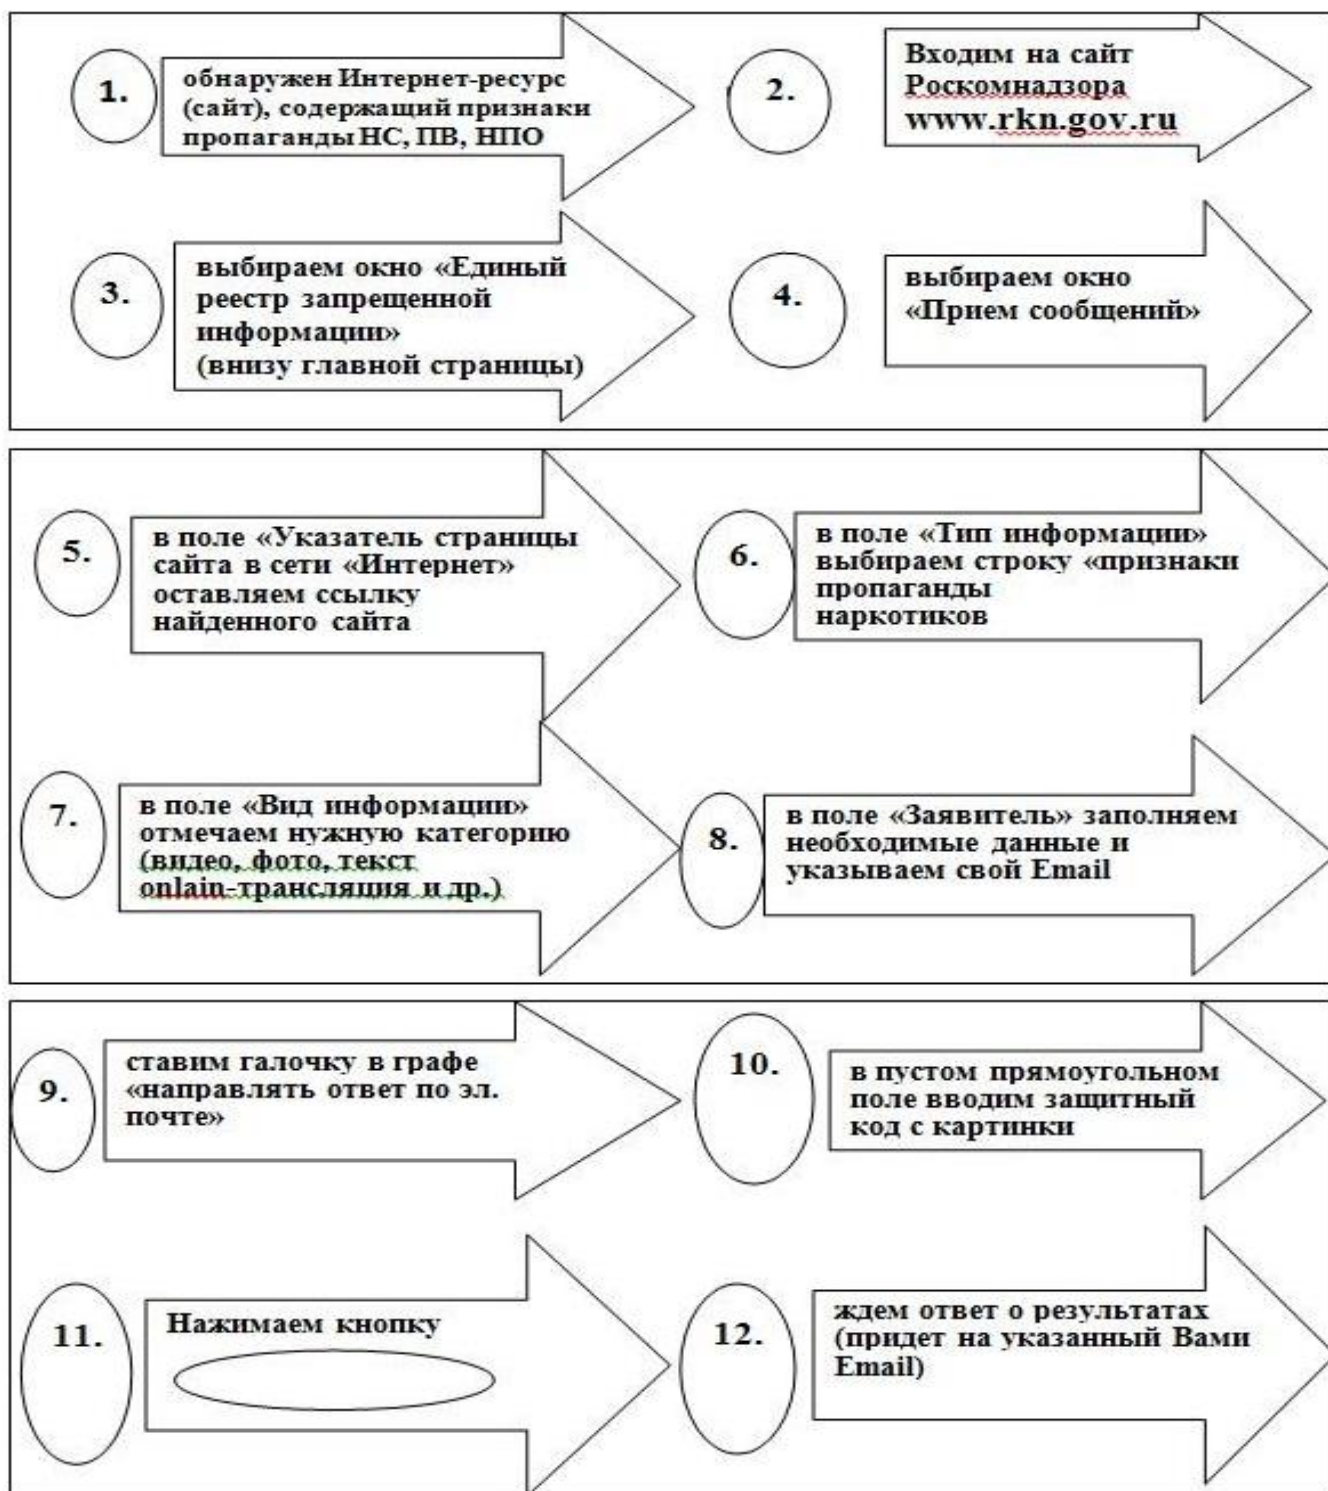 1.
обнаружен Интернет-ресурс
(сайт), содержащий признаки
пропаганды НС, ПВ, НПО
2.
Входим на сайт
Роскомнадзора
www.rkn.gov.ru
3.
выбираем окно «Единый
реестр запрещенной
информации»
(внизу главной страницы)
4.
выбираем окно
«Прием сообщений»
5.
в поле «Указатель страницы
сайта в сети «Интернет»
оставляем ссылку
найденного сайта
6.
в поле «Тип информации»
выбираем строку «признаки
пропаганды
наркотиков
7.
в поле «Вид информации»
отмечаем нужную категорию
(видео, фото, текст
onlain-трансляция и др.)
8.
в поле «Заявитель» заполняем
необходимые данные и
указываем свой Email
9.
ставим галочку в графе
«направлять ответ по эл.
почте»
10.
в пустом прямоугольном
поле вводим защитный
код с картинки
11.
Нажимаем кнопку
12.
ждем ответ о результатах
(придет на указанный Вами
Email)